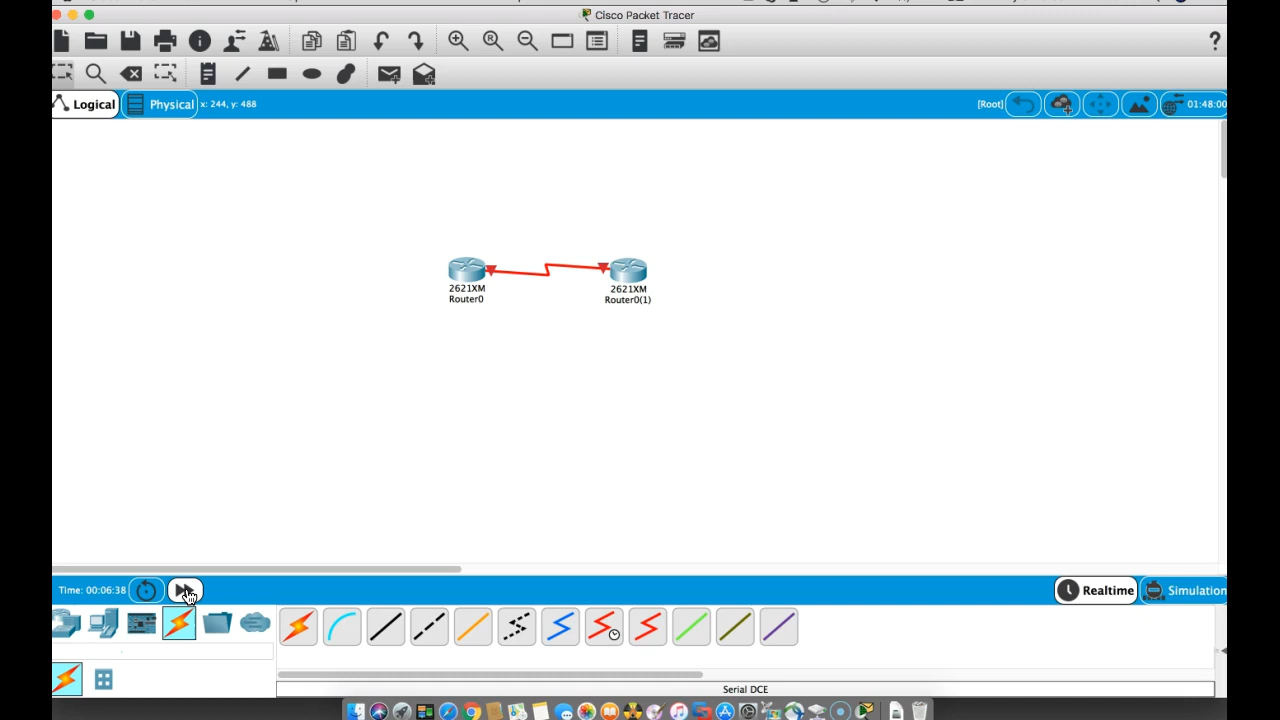 Cisco Packet Tracer
Logical
Physical
x: 244, y: 488
[Root]
01:48:00
2621XM
Router0
2621XM
Router0(1)
Time: 00:06:38
Realtime
Simulation
Serial DCE